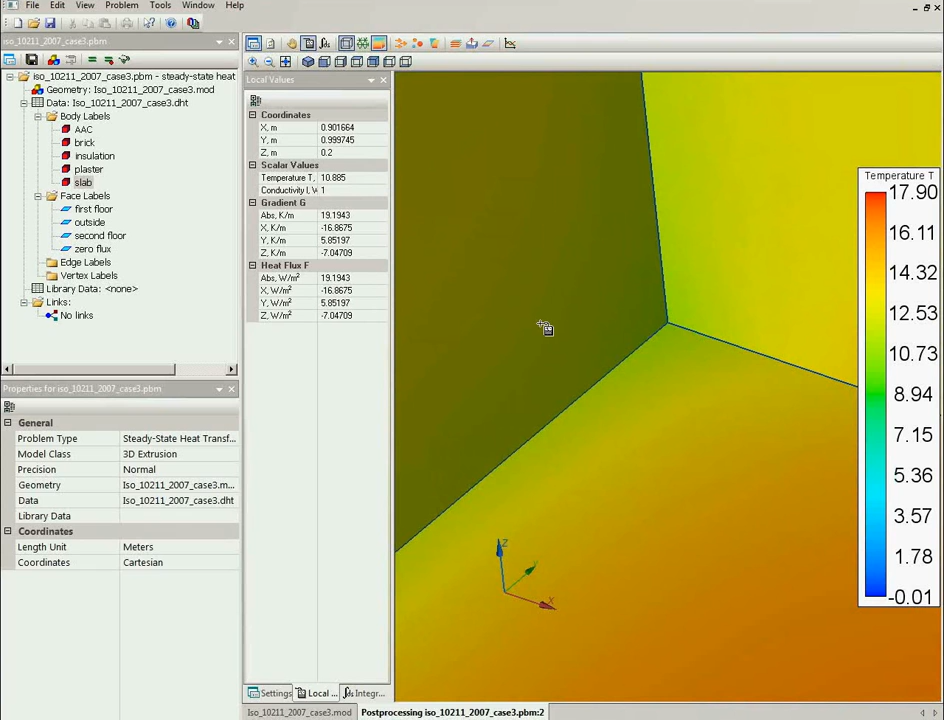 File Edit View Problem Tools Window Help
iso_10211_2007_case3.pbm
iso_10211_2007_case3.pbm - steady-state heat
Geometry: Iso_10211_2007_case3.mod
Data: Iso_10211_2007_case3.dht
Body Labels
AAC
brick
insulation
plaster
slab
Face Labels
first floor
outside
second floor
zero flux
Edge Labels
Vertex Labels
Library Data: <none>
Links:
No links
Properties for iso_10211_2007_case3.pbm
General
Problem Type Steady-State Heat Transf...
Model Class 3D Extrusion
Precision Normal
Geometry Iso_10211_2007_case3.m...
Data Iso_10211_2007_case3.dht
Library Data
Coordinates
Length Unit Meters
Coordinates Cartesian
Local Values
Coordinates
X, m 0.901664
Y, m 0.999745
Z, m 0.2
Scalar Values
Temperature T, 10.885
Conductivity l, W 1
Gradient G
Abs, K/m 19.1943
X, K/m -16.8675
Y, K/m 5.85197
Z, K/m -7.04709
Heat Flux F
Abs, W/m² 19.1943
X, W/m² -16.8675
Y, W/m² 5.85197
Z, W/m² -7.04709
Settings Local ... Integr...
Z
Y
X
Temperature T
17.90
16.11
14.32
12.53
10.73
8.94
7.15
5.36
3.57
1.78
-0.01
Iso_10211_2007_case3.mod Postprocessing iso_10211_2007_case3.pbm:2